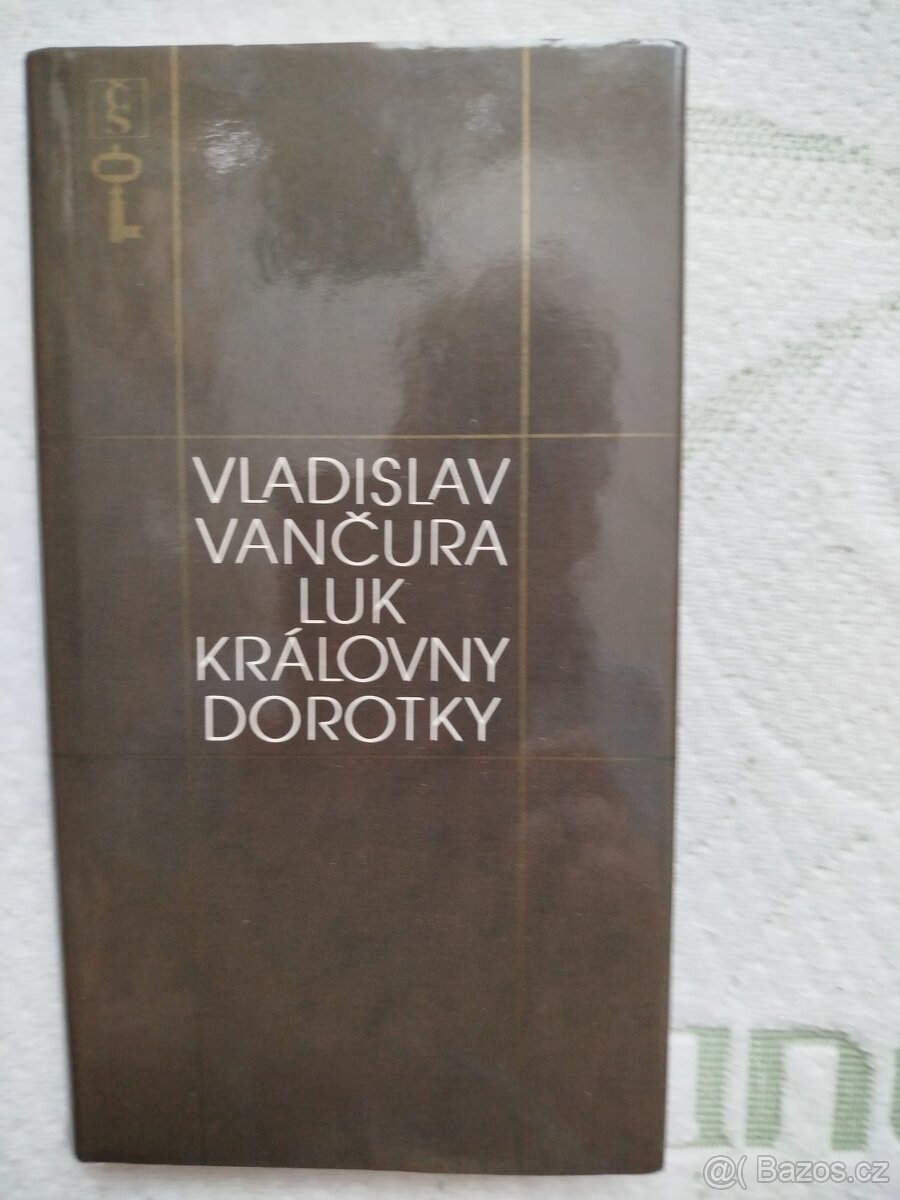 ČS
VLADISLAV
VANČURA
LUK
KRÁLOVNY
DOROTKY
@( Bazos.cz